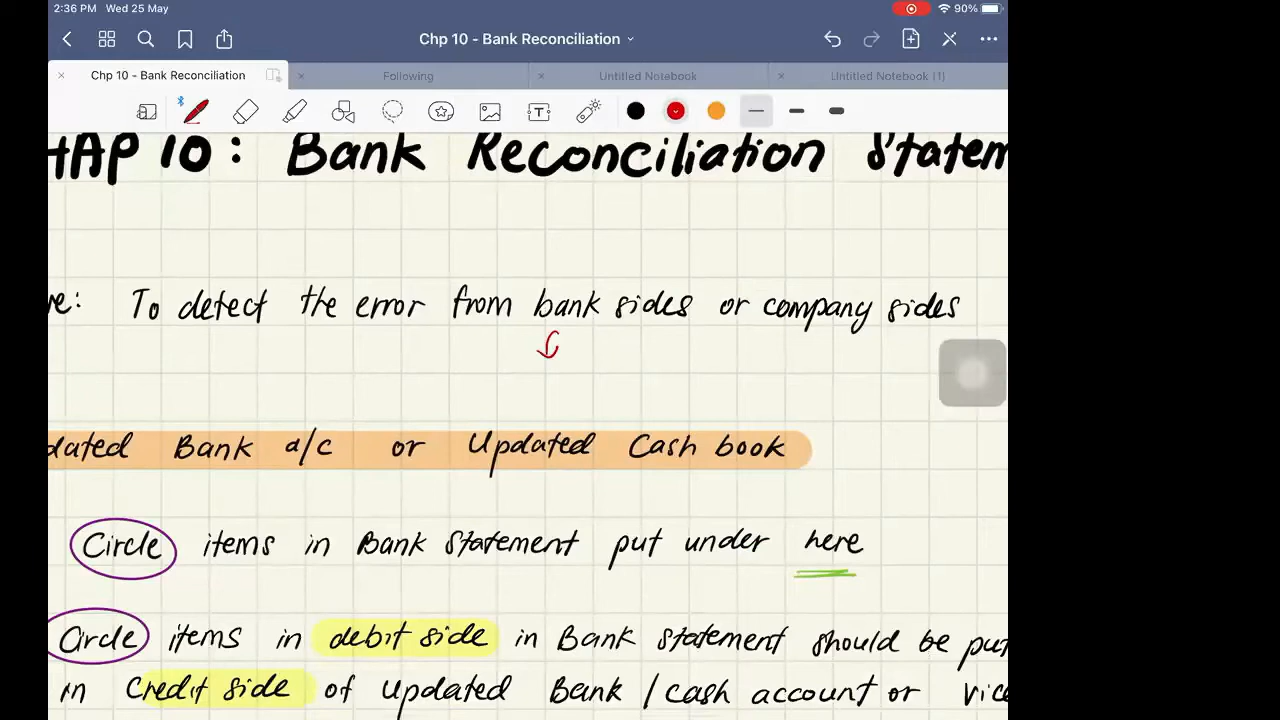 2:36 PM Wed 25 May 90%
Chp 10 - Bank Reconciliation
Chp 10 - Bank Reconciliation Following Untitled Notebook Untitled Notebook (1)
HAP 10: Bank Reconciliation Statem
ve: To detect the error from bank sides or company sides
dated Bank a/c or Updated Cash book
Circle items in Bank Statement put under here
Circle items in debit side in Bank statement should be put
in Credit side of updated Bank / cash account or vice